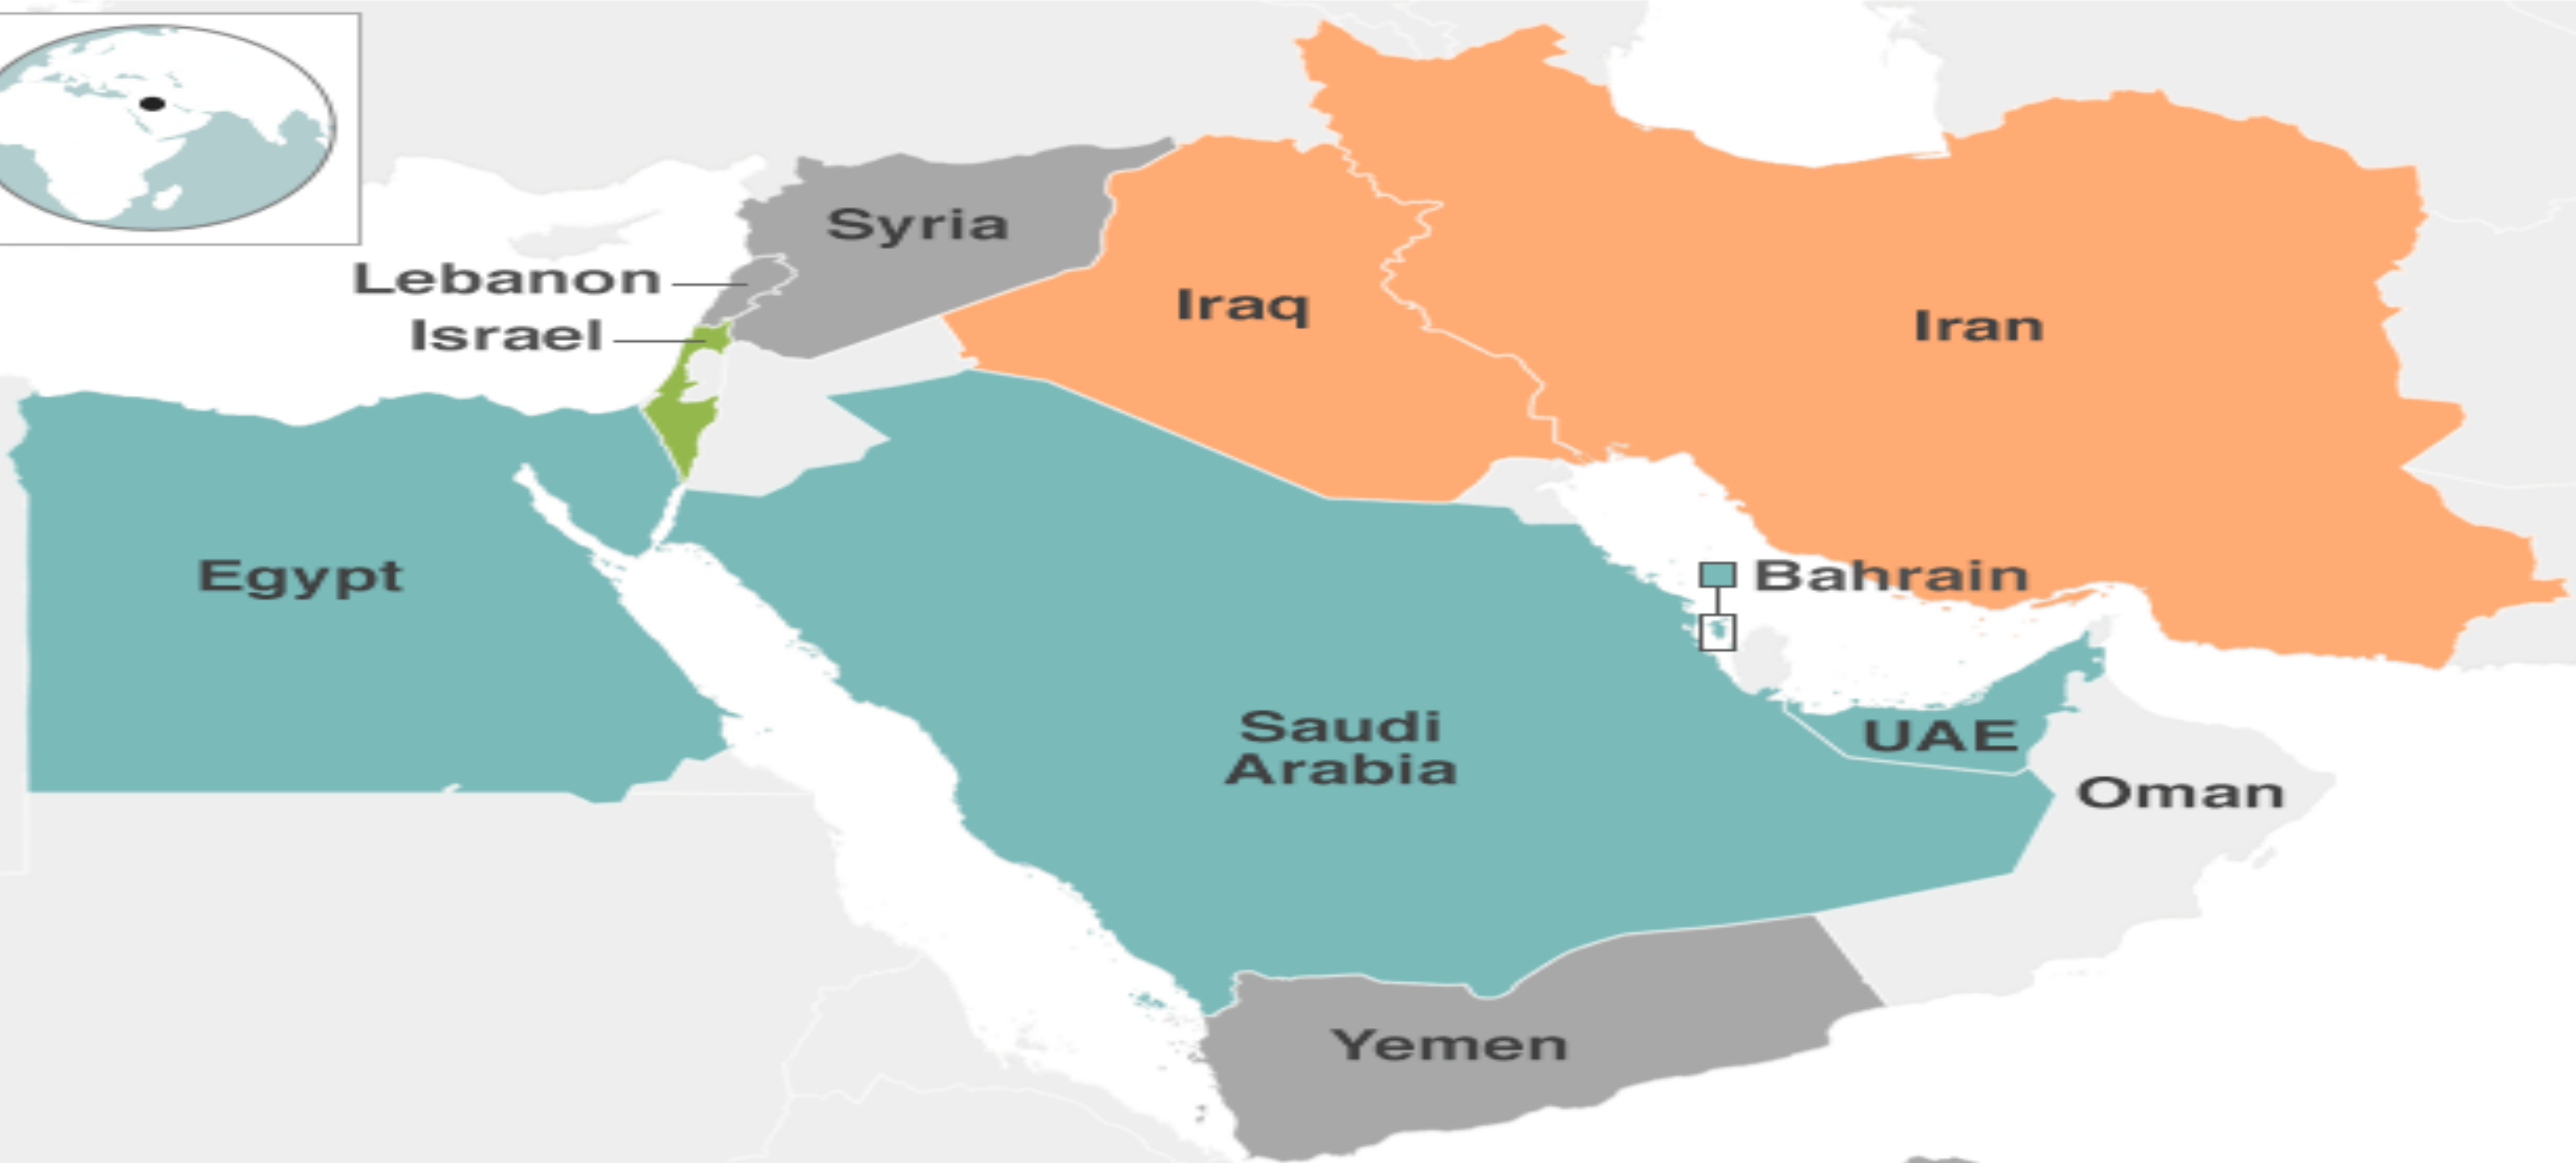 Syria
Lebanon
Israel
Iraq
Iran
Egypt
Bahrain
Saudi
Arabia
UAE
Oman
Yemen